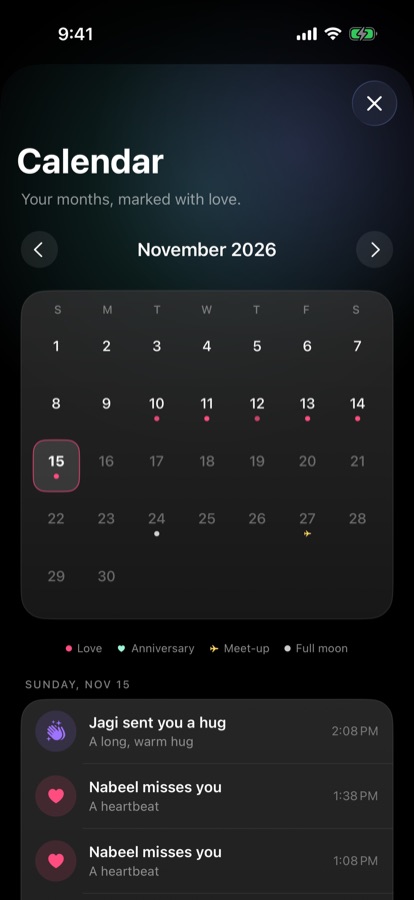 9:41
Calendar
Your months, marked with love.
November 2026
S M T W T F S
1 2 3 4 5 6 7
8 9 10 11 12 13 14
15 16 17 18 19 20 21
22 23 24 25 26 27 28
29 30
Love Anniversary Meet-up Full moon
SUNDAY, NOV 15
Jagi sent you a hug
A long, warm hug
2:08 PM
Nabeel misses you
A heartbeat
1:38 PM
Nabeel misses you
A heartbeat
1:08 PM